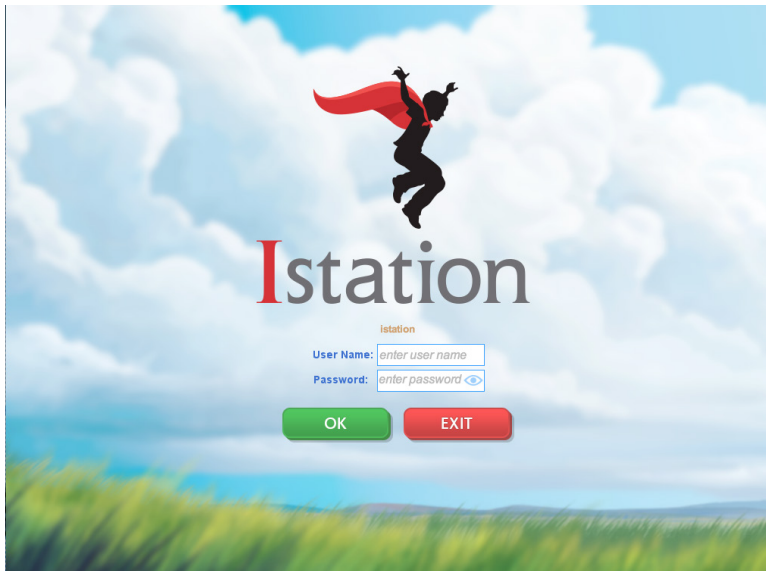 Istation
istation
User Name: enter user name
Password: enter password
OK EXIT